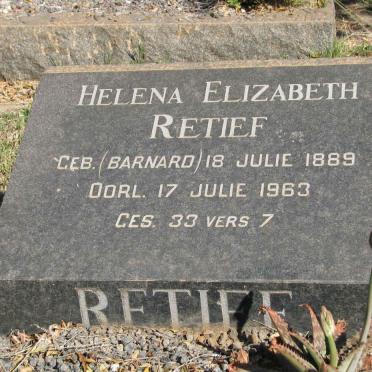 HELENA ELIZABETH
RETIEF
GEB. (BARNARD) 18 JULIE 1889
OORL. 17 JULIE 1963
GES. 33 VERS 7
RETIEF